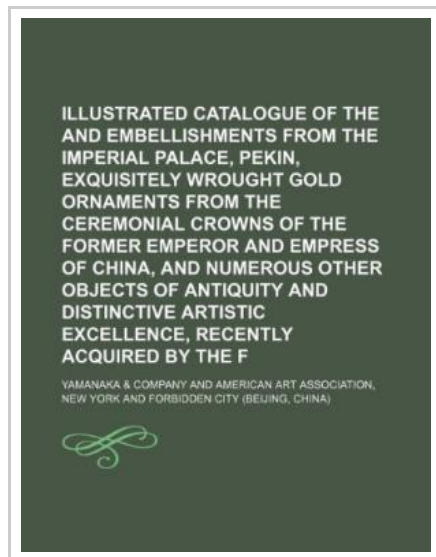 ILLUSTRATED CATALOGUE OF THE
AND EMBELLISHMENTS FROM THE
IMPERIAL PALACE, PEKIN,
EXQUISITELY WROUGHT GOLD
ORNAMENTS FROM THE
CEREMONIAL CROWNS OF THE
FORMER EMPEROR AND EMPRESS
OF CHINA, AND NUMEROUS OTHER
OBJECTS OF ANTIQUITY AND
DISTINCTIVE ARTISTIC
EXCELLENCE, RECENTLY
ACQUIRED BY THE F
YAMANAKA & COMPANY AND AMERICAN ART ASSOCIATION,
NEW YORK AND FORBIDDEN CITY (BEIJING, CHINA)